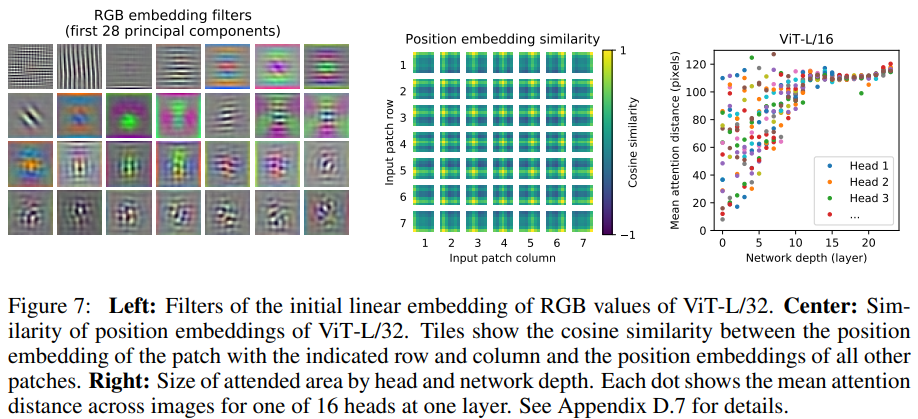 RGB embedding filters
(first 28 principal components)
Position embedding similarity
1
2
3
4
5
6
7
Input patch row
1 2 3 4 5 6 7
Input patch column
1
−1
Cosine similarity
ViT-L/16
120
100
80
60
40
20
0
Mean attention distance (pixels)
Head 1
Head 2
Head 3
...
0 5 10 15 20
Network depth (layer)
Figure 7: Left: Filters of the initial linear embedding of RGB values of ViT-L/32. Center: Sim-
ilarity of position embeddings of ViT-L/32. Tiles show the cosine similarity between the position
embedding of the patch with the indicated row and column and the position embeddings of all other
patches. Right: Size of attended area by head and network depth. Each dot shows the mean attention
distance across images for one of 16 heads at one layer. See Appendix D.7 for details.